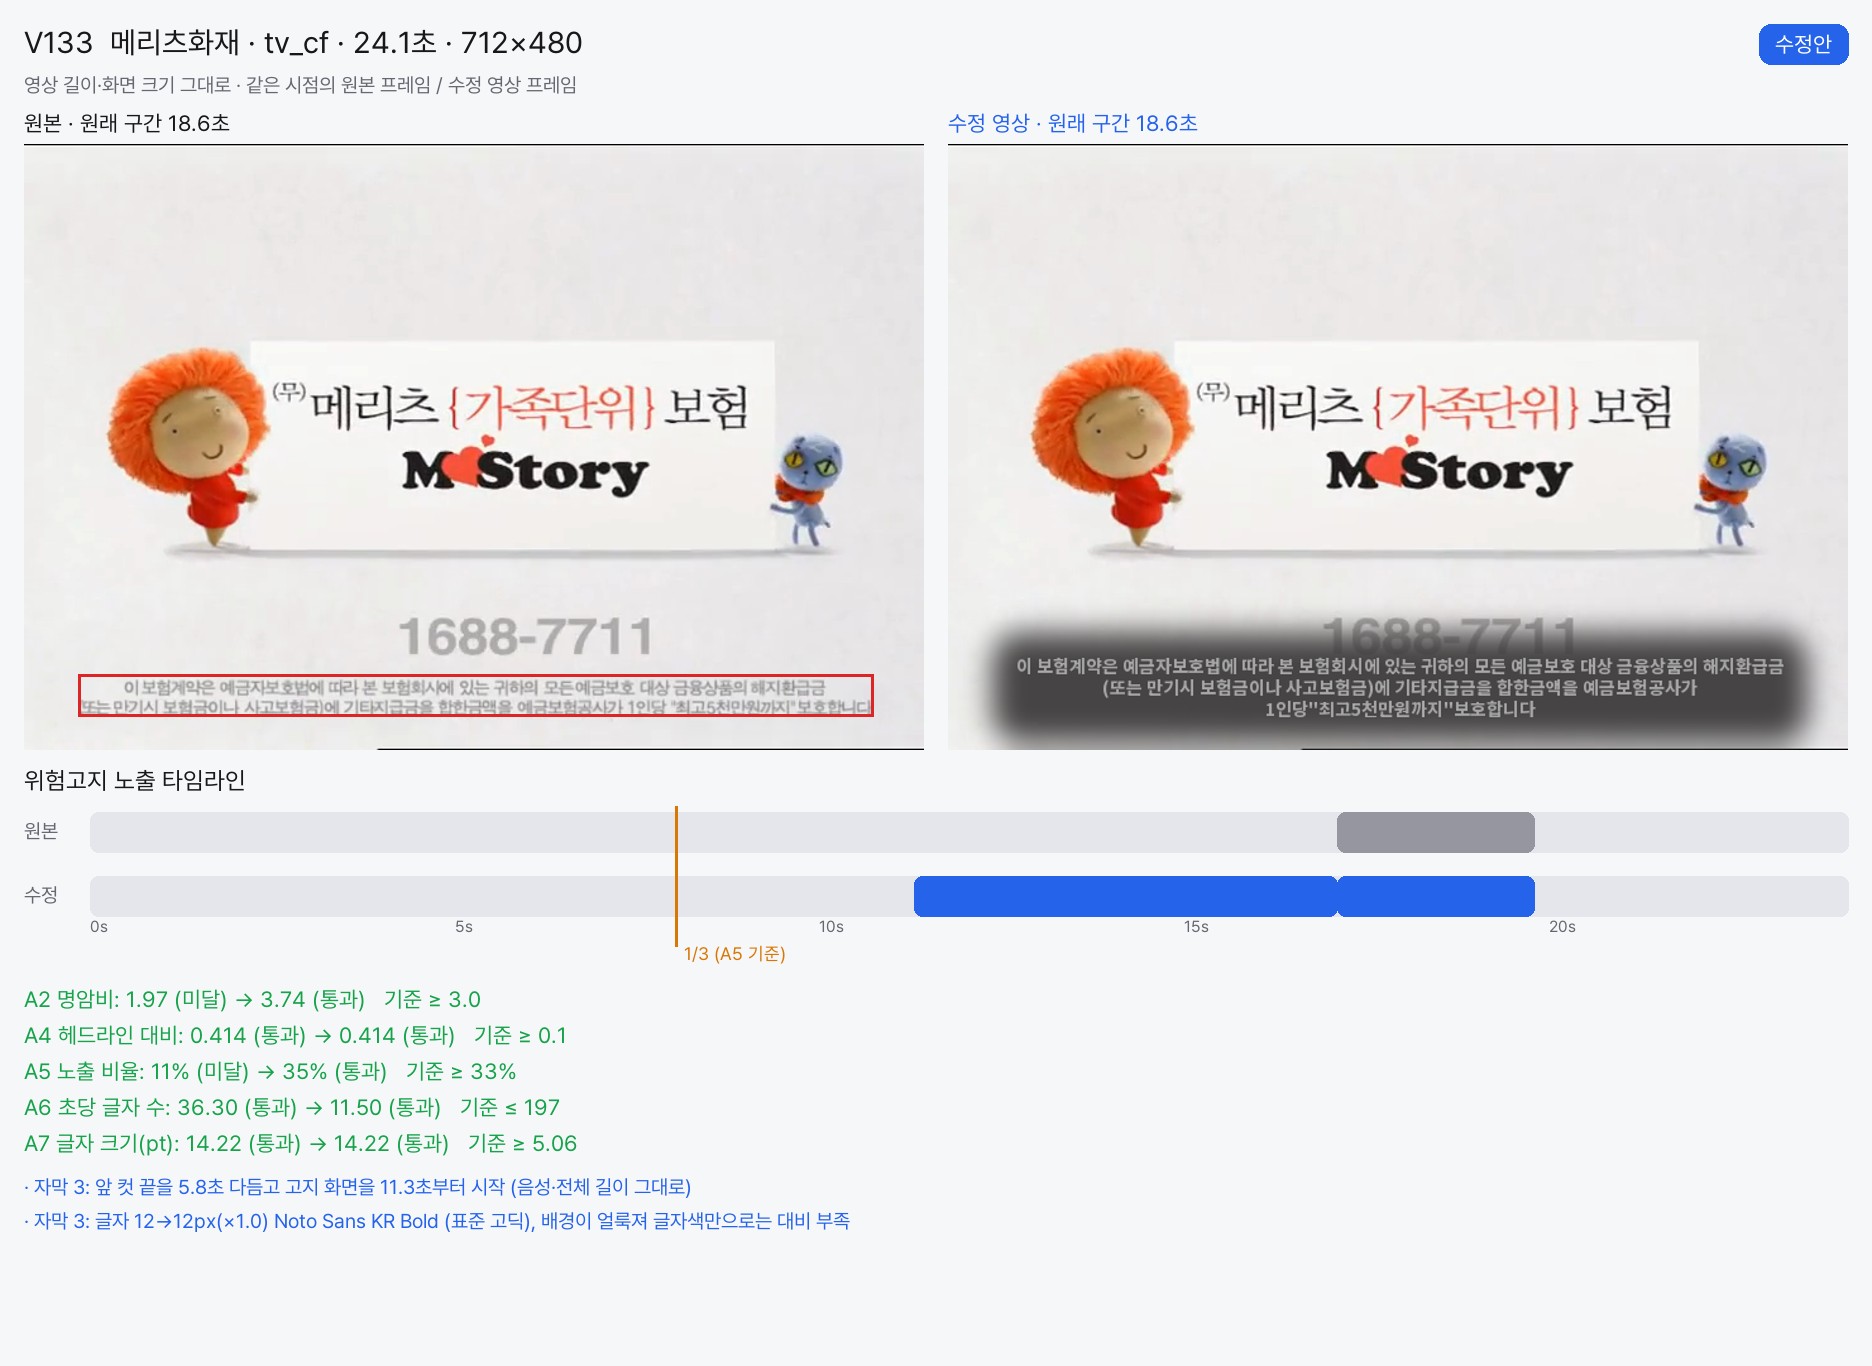 V133 메리츠화재 · tv_cf · 24.1초 · 712×480
수정안
영상 길이·화면 크기 그대로 · 같은 시점의 원본 프레임 / 수정 영상 프레임
원본 · 원래 구간 18.6초
(무)메리츠 {가족단위} 보험
M Story
1688-7711
이 보험계약은 예금자보호법에 따라 본 보험회사에 있는 귀하의 모든예금보호 대상 금융상품의 해지환급금
(또는 만기시 보험금이나 사고보험금)에 기타지급금을 합한금액을 예금보험공사가 1인당 "최고5천만원까지"보호합니다
수정 영상 · 원래 구간 18.6초
(무)메리츠 {가족단위} 보험
M Story
1688-7711
이 보험계약은 예금자보호법에 따라 본 보험회시에 있는 귀하의 모든 예금보호 대상 금융상품의 해지환급금
(또는 만기시 보험금이나 사고보험금)에 기타지급금을 합한금액을 예금보험공사가
1인당"최고5천만원까지"보호합니다
위험고지 노출 타임라인
원본
수정
0s 5s 10s 15s 20s
1/3 (A5 기준)
A2 명암비: 1.97 (미달) → 3.74 (통과) 기준 ≥ 3.0
A4 헤드라인 대비: 0.414 (통과) → 0.414 (통과) 기준 ≥ 0.1
A5 노출 비율: 11% (미달) → 35% (통과) 기준 ≥ 33%
A6 초당 글자 수: 36.30 (통과) → 11.50 (통과) 기준 ≤ 197
A7 글자 크기(pt): 14.22 (통과) → 14.22 (통과) 기준 ≥ 5.06
· 자막 3: 앞 컷 끝을 5.8초 다듬고 고지 화면을 11.3초부터 시작 (음성·전체 길이 그대로)
· 자막 3: 글자 12→12px(×1.0) Noto Sans KR Bold (표준 고딕), 배경이 얼룩져 글자색만으로는 대비 부족